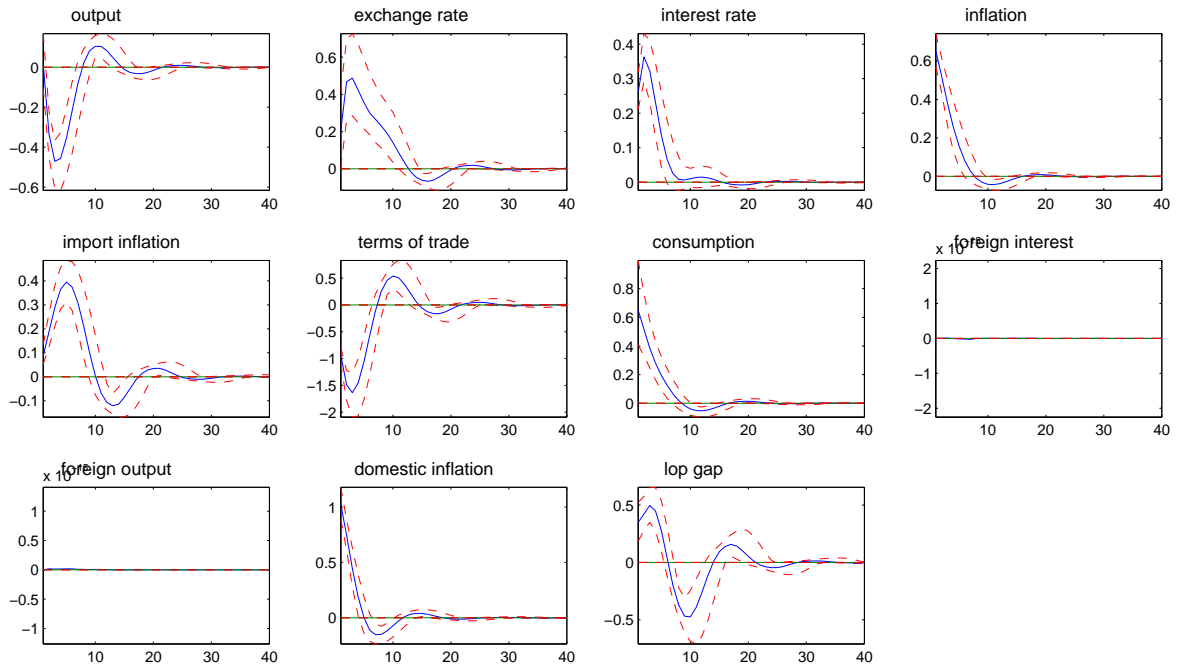 output
0
−0.2
−0.4
−0.6
10 20 30 40
exchange rate
0.6
0.4
0.2
0
10 20 30 40
interest rate
0.4
0.3
0.2
0.1
0
10 20 30 40
inflation
0.6
0.4
0.2
0
10 20 30 40
import inflation
0.4
0.3
0.2
0.1
0
−0.1
10 20 30 40
terms of trade
0.5
0
−0.5
−1
−1.5
−2
10 20 30 40
consumption
0.8
0.6
0.4
0.2
0
10 20 30 40
foreign interest
x 10
2
1
0
−1
−2
10 20 30 40
foreign output
x 10
1
0.5
0
−0.5
−1
10 20 30 40
domestic inflation
1
0.5
0
10 20 30 40
lop gap
0.5
0
−0.5
10 20 30 40